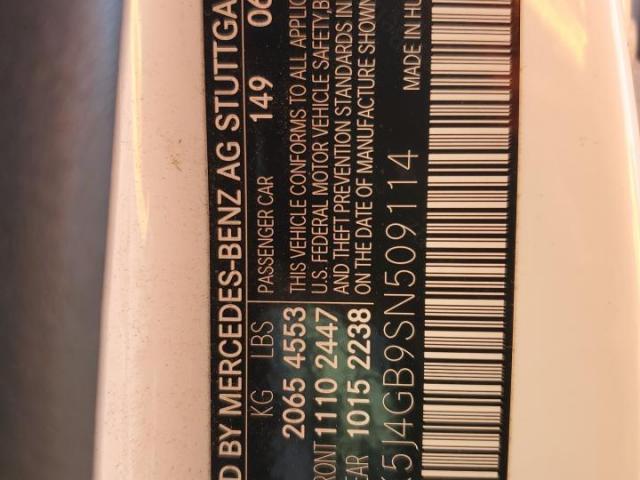 D BY MERCEDES-BENZ AG STUTTGA
KG LBS PASSENGER CAR 149 06
2065 4553 THIS VEHICLE CONFORMS TO ALL APPLIC
RONT 1110 2447 U.S. FEDERAL MOTOR VEHICLE SAFETY, B
EAR 1015 2238 AND THEFT PREVENTION STANDARDS IN
ON THE DATE OF MANUFACTURE SHOWN
MADE IN HU
5J4GB9SN509114